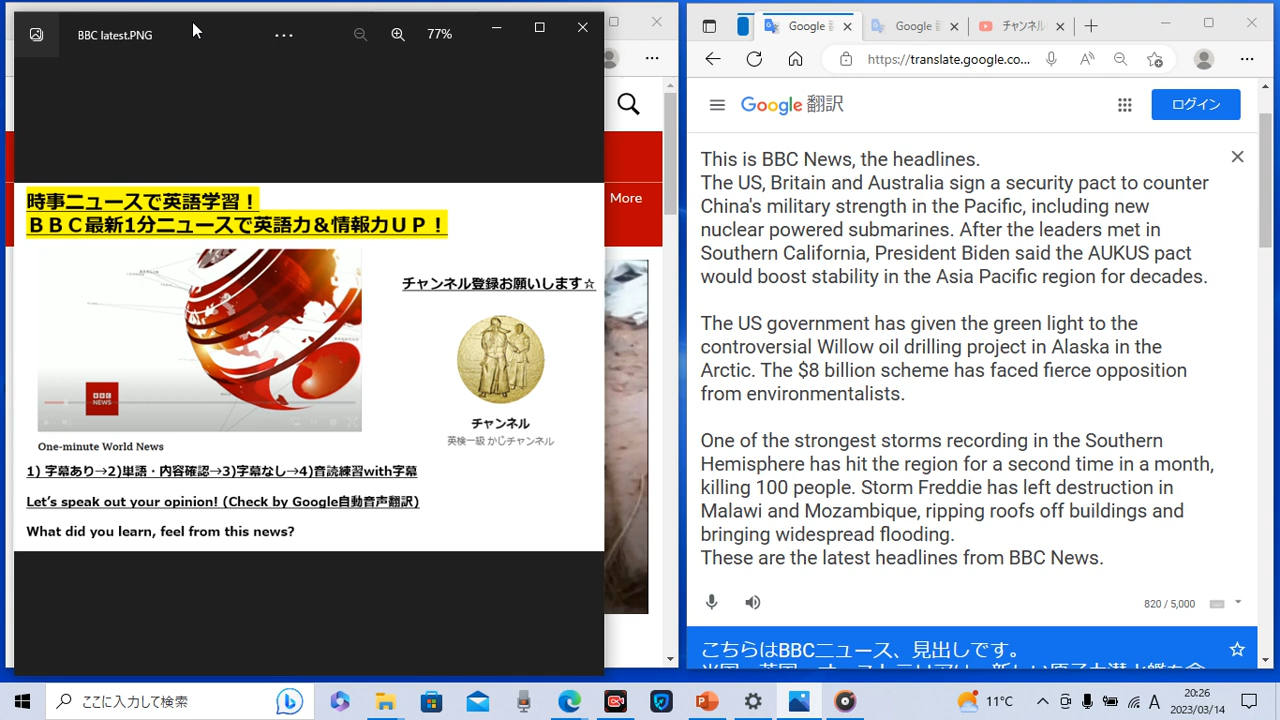 BBC latest.PNG
77%
時事ニュースで英語学習！
ＢＢＣ最新1分ニュースで英語力＆情報力ＵＰ！
チャンネル登録お願いします☆
BBC
NEWS
チャンネル
英検一級 かじチャンネル
One-minute World News
1) 字幕あり→2)単語・内容確認→3)字幕なし→4)音読練習with字幕
Let's speak out your opinion! (Check by Google自動音声翻訳)
What did you learn, feel from this news?
More
Google 
Google 
チャンネル
https://translate.google.co...
Google 翻訳
ログイン
This is BBC News, the headlines.
The US, Britain and Australia sign a security pact to counter
China's military strength in the Pacific, including new
nuclear powered submarines. After the leaders met in
Southern California, President Biden said the AUKUS pact
would boost stability in the Asia Pacific region for decades.
The US government has given the green light to the
controversial Willow oil drilling project in Alaska in the
Arctic. The $8 billion scheme has faced fierce opposition
from environmentalists.
One of the strongest storms recording in the Southern
Hemisphere has hit the region for a second time in a month,
killing 100 people. Storm Freddie has left destruction in
Malawi and Mozambique, ripping roofs off buildings and
bringing widespread flooding.
These are the latest headlines from BBC News.
820 / 5,000
こちらはBBCニュース、見出しです。
ここに入力して検索
11°C
A
20:26
2023/03/14